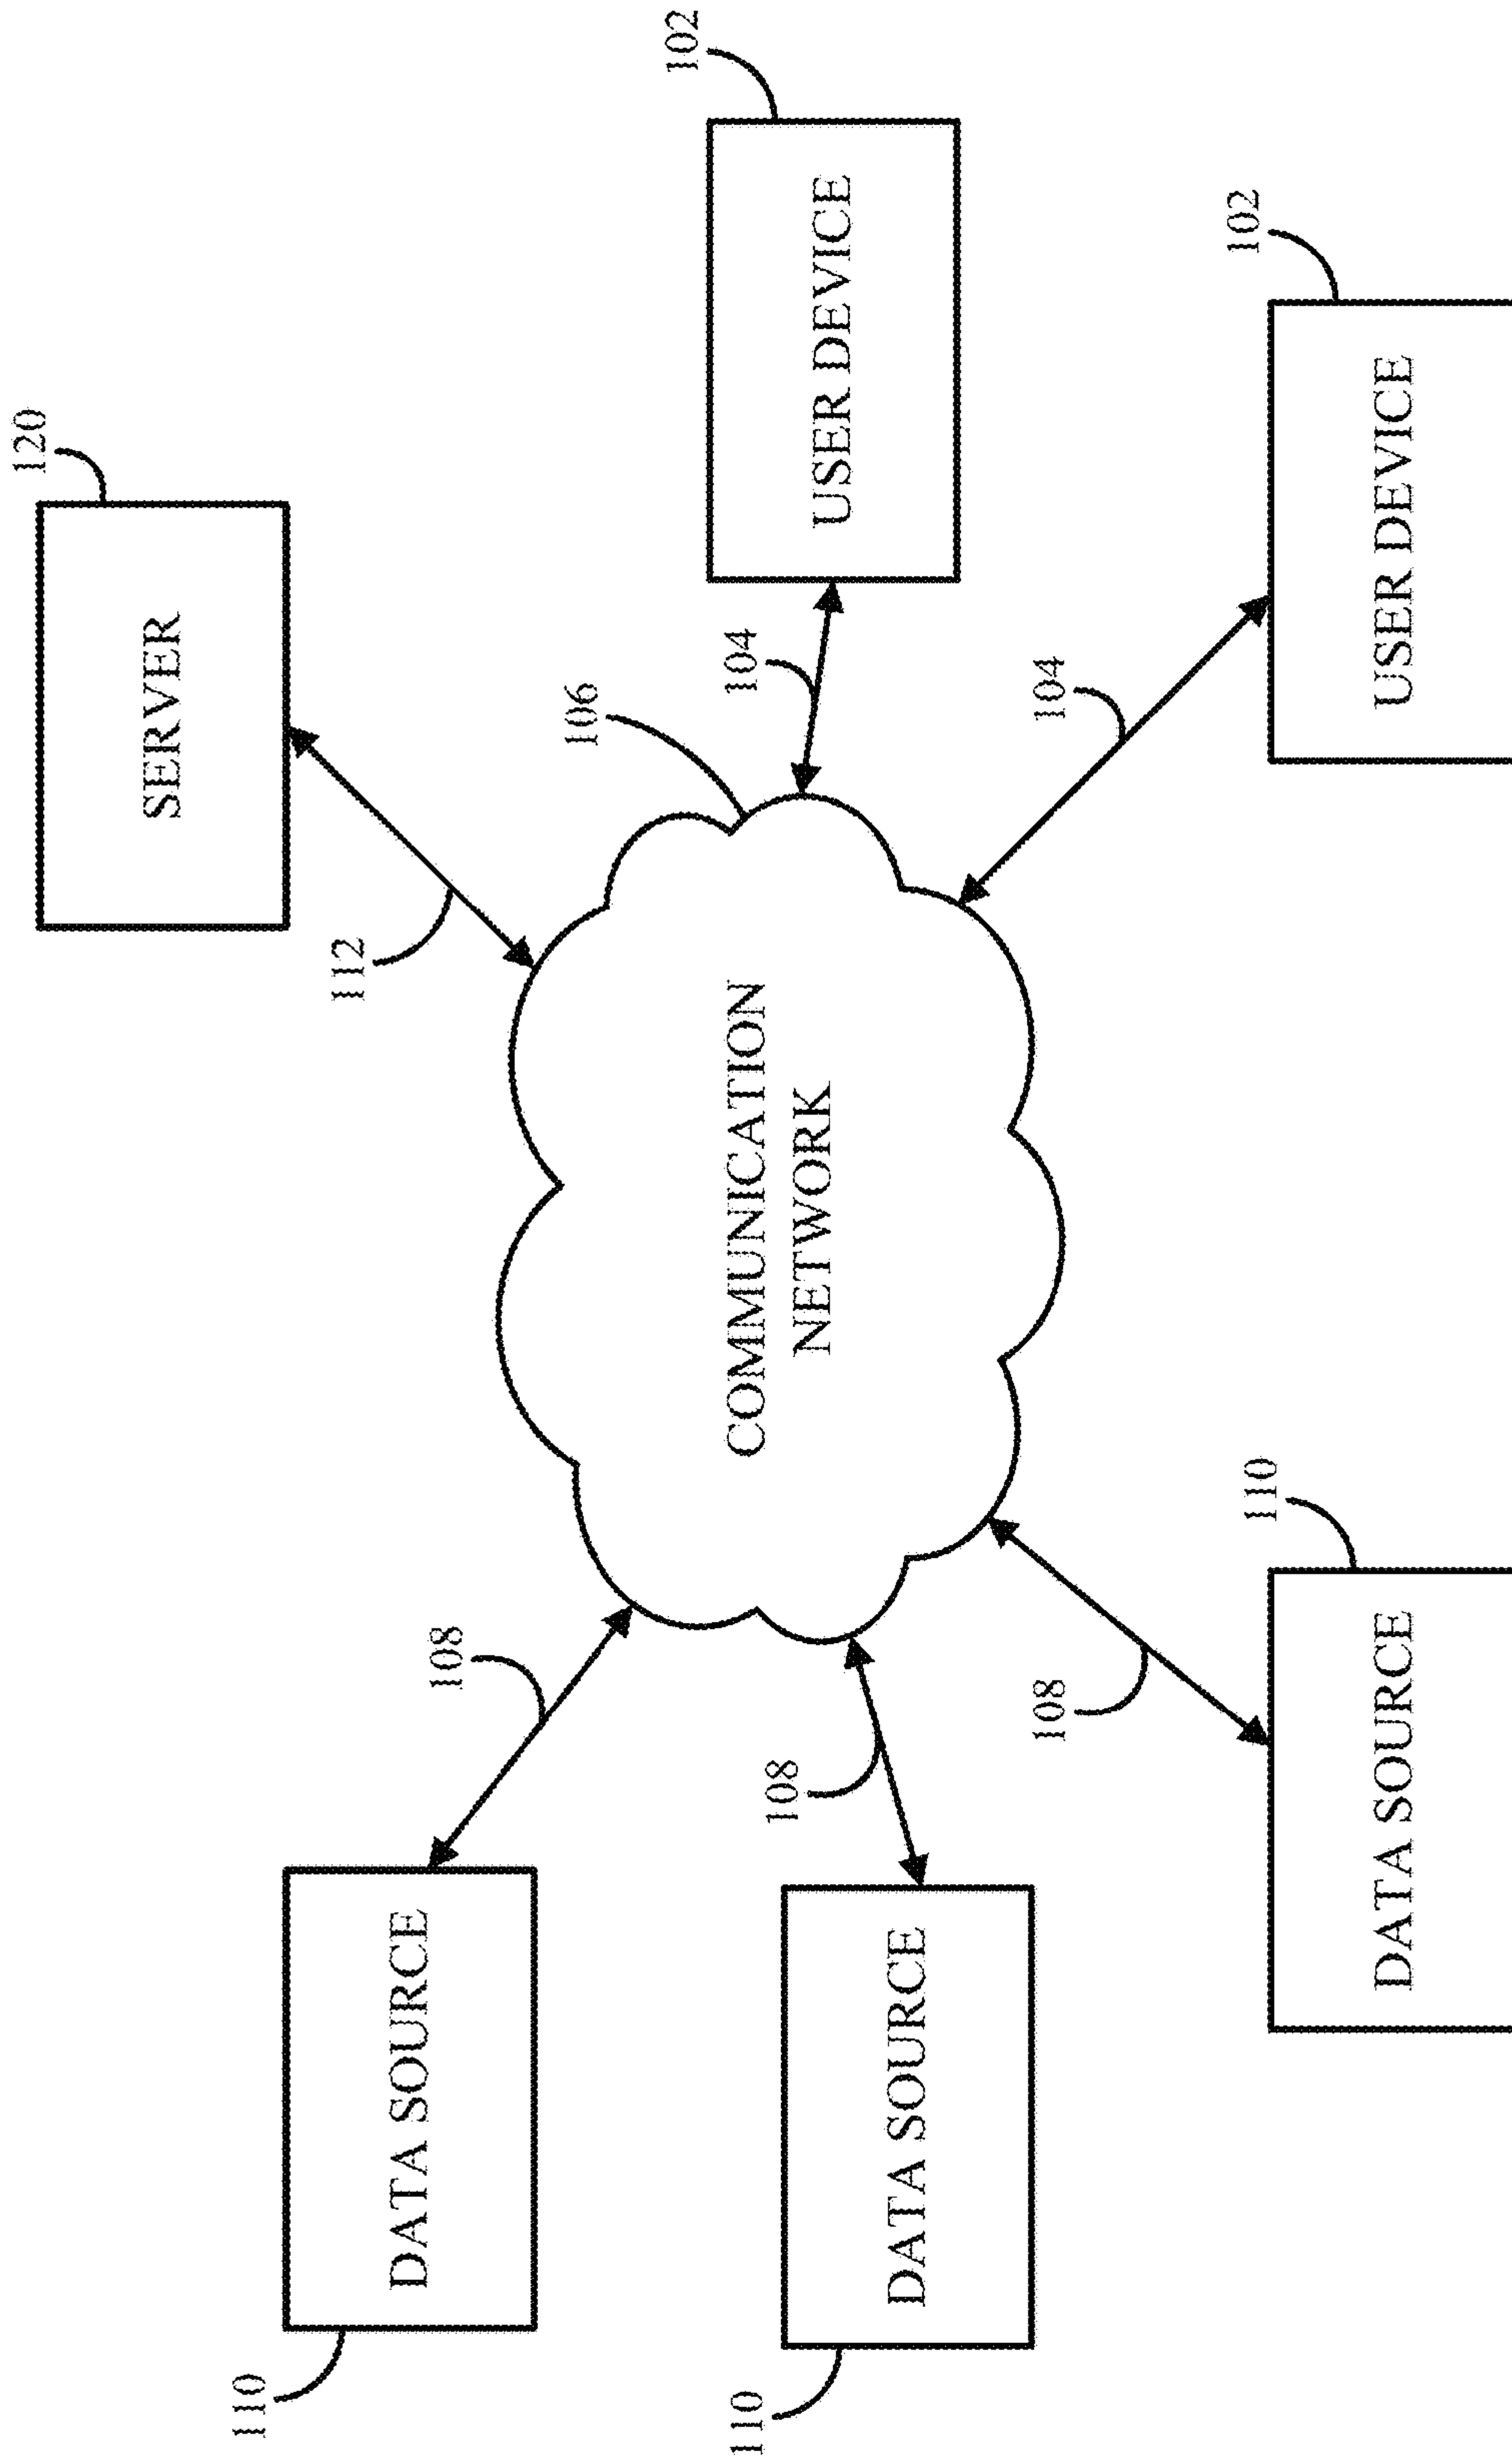 120
SERVER
110
112
DATA SOURCE
108
106
102
110
COMMUNICATION
104
108
NETWORK
USER DEVICE
DATA SOURCE
108
104
110
102
DATA SOURCE
USER DEVICE